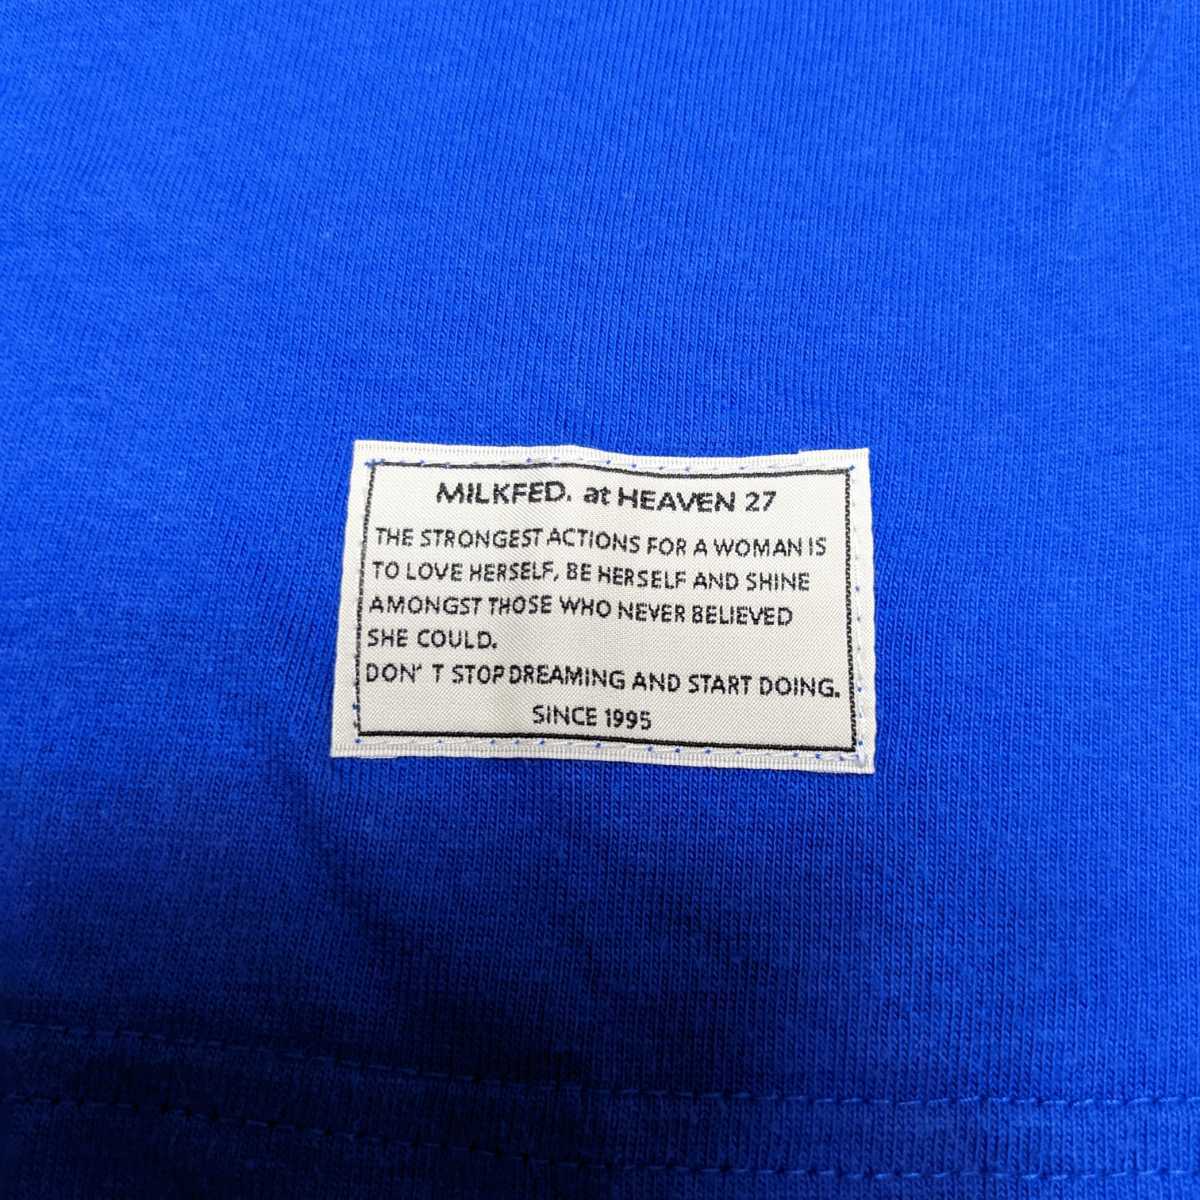 MILKFED. at HEAVEN 27
THE STRONGEST ACTIONS FOR A WOMAN IS
TO LOVE HERSELF, BE HERSELF AND SHINE
AMONGST THOSE WHO NEVER BELIEVED
SHE COULD.
DON' T STOP DREAMING AND START DOING.
SINCE 1995